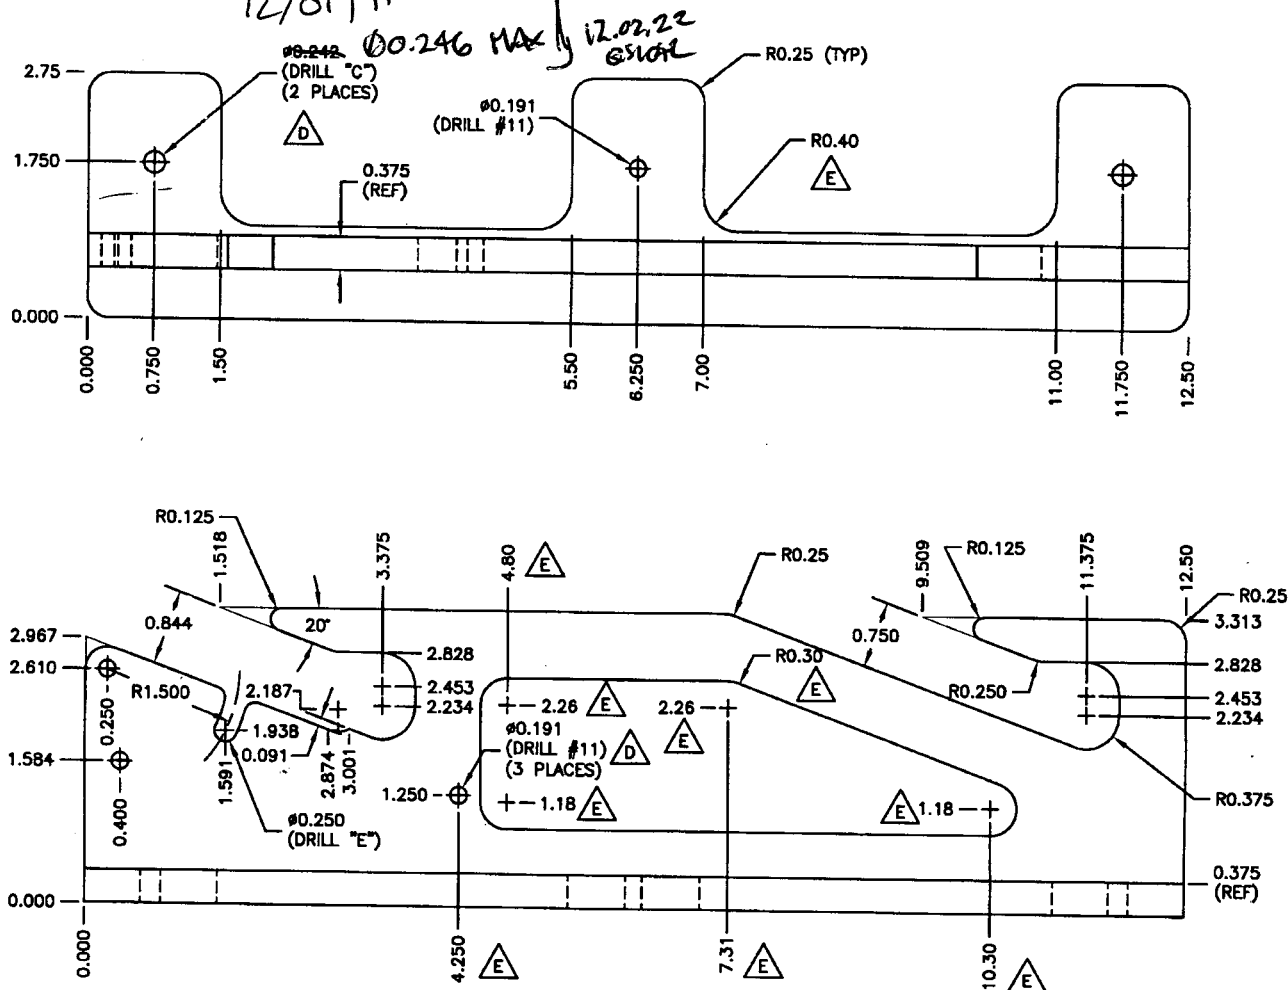 12/01/11
Ø0.242 Ø0.246 MAX 12.02.22
(DRILL "C")
(2 PLACES)
D
2.75
R0.25 (TYP)
Ø0.191
(DRILL #11)
R0.40
E
1.750
0.375
(REF)
0.000
0.000
0.750
1.50
5.50
6.250
7.00
11.00
11.750
12.50
R0.125
1.518
3.375
4.80
E
R0.25
9.509
R0.125
11.375
12.50
R0.25
3.313
0.844
20°
0.750
2.967
2.610
2.828
2.828
R0.30
E
R0.250
R1.500
2.187
2.453
2.234
2.453
2.234
0.250
2.26
E
2.26
E
1.938
0.091
Ø0.191
(DRILL #11)
(3 PLACES)
D
1.584
1.591
2.874
3.001
0.400
1.250
1.18
E
E
1.18
R0.375
Ø0.250
(DRILL "E")
0.375
(REF)
0.000
0.000
4.250
E
7.31
E
10.30
E